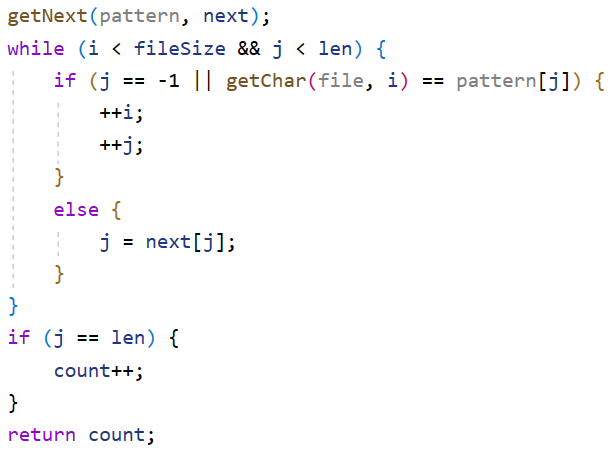 getNext(pattern, next);
while (i < fileSize && j < len) {
    if (j == -1 || getChar(file, i) == pattern[j]) {
        ++i;
        ++j;
    }
    else {
        j = next[j];
    }
}
if (j == len) {
    count++;
}
return count;